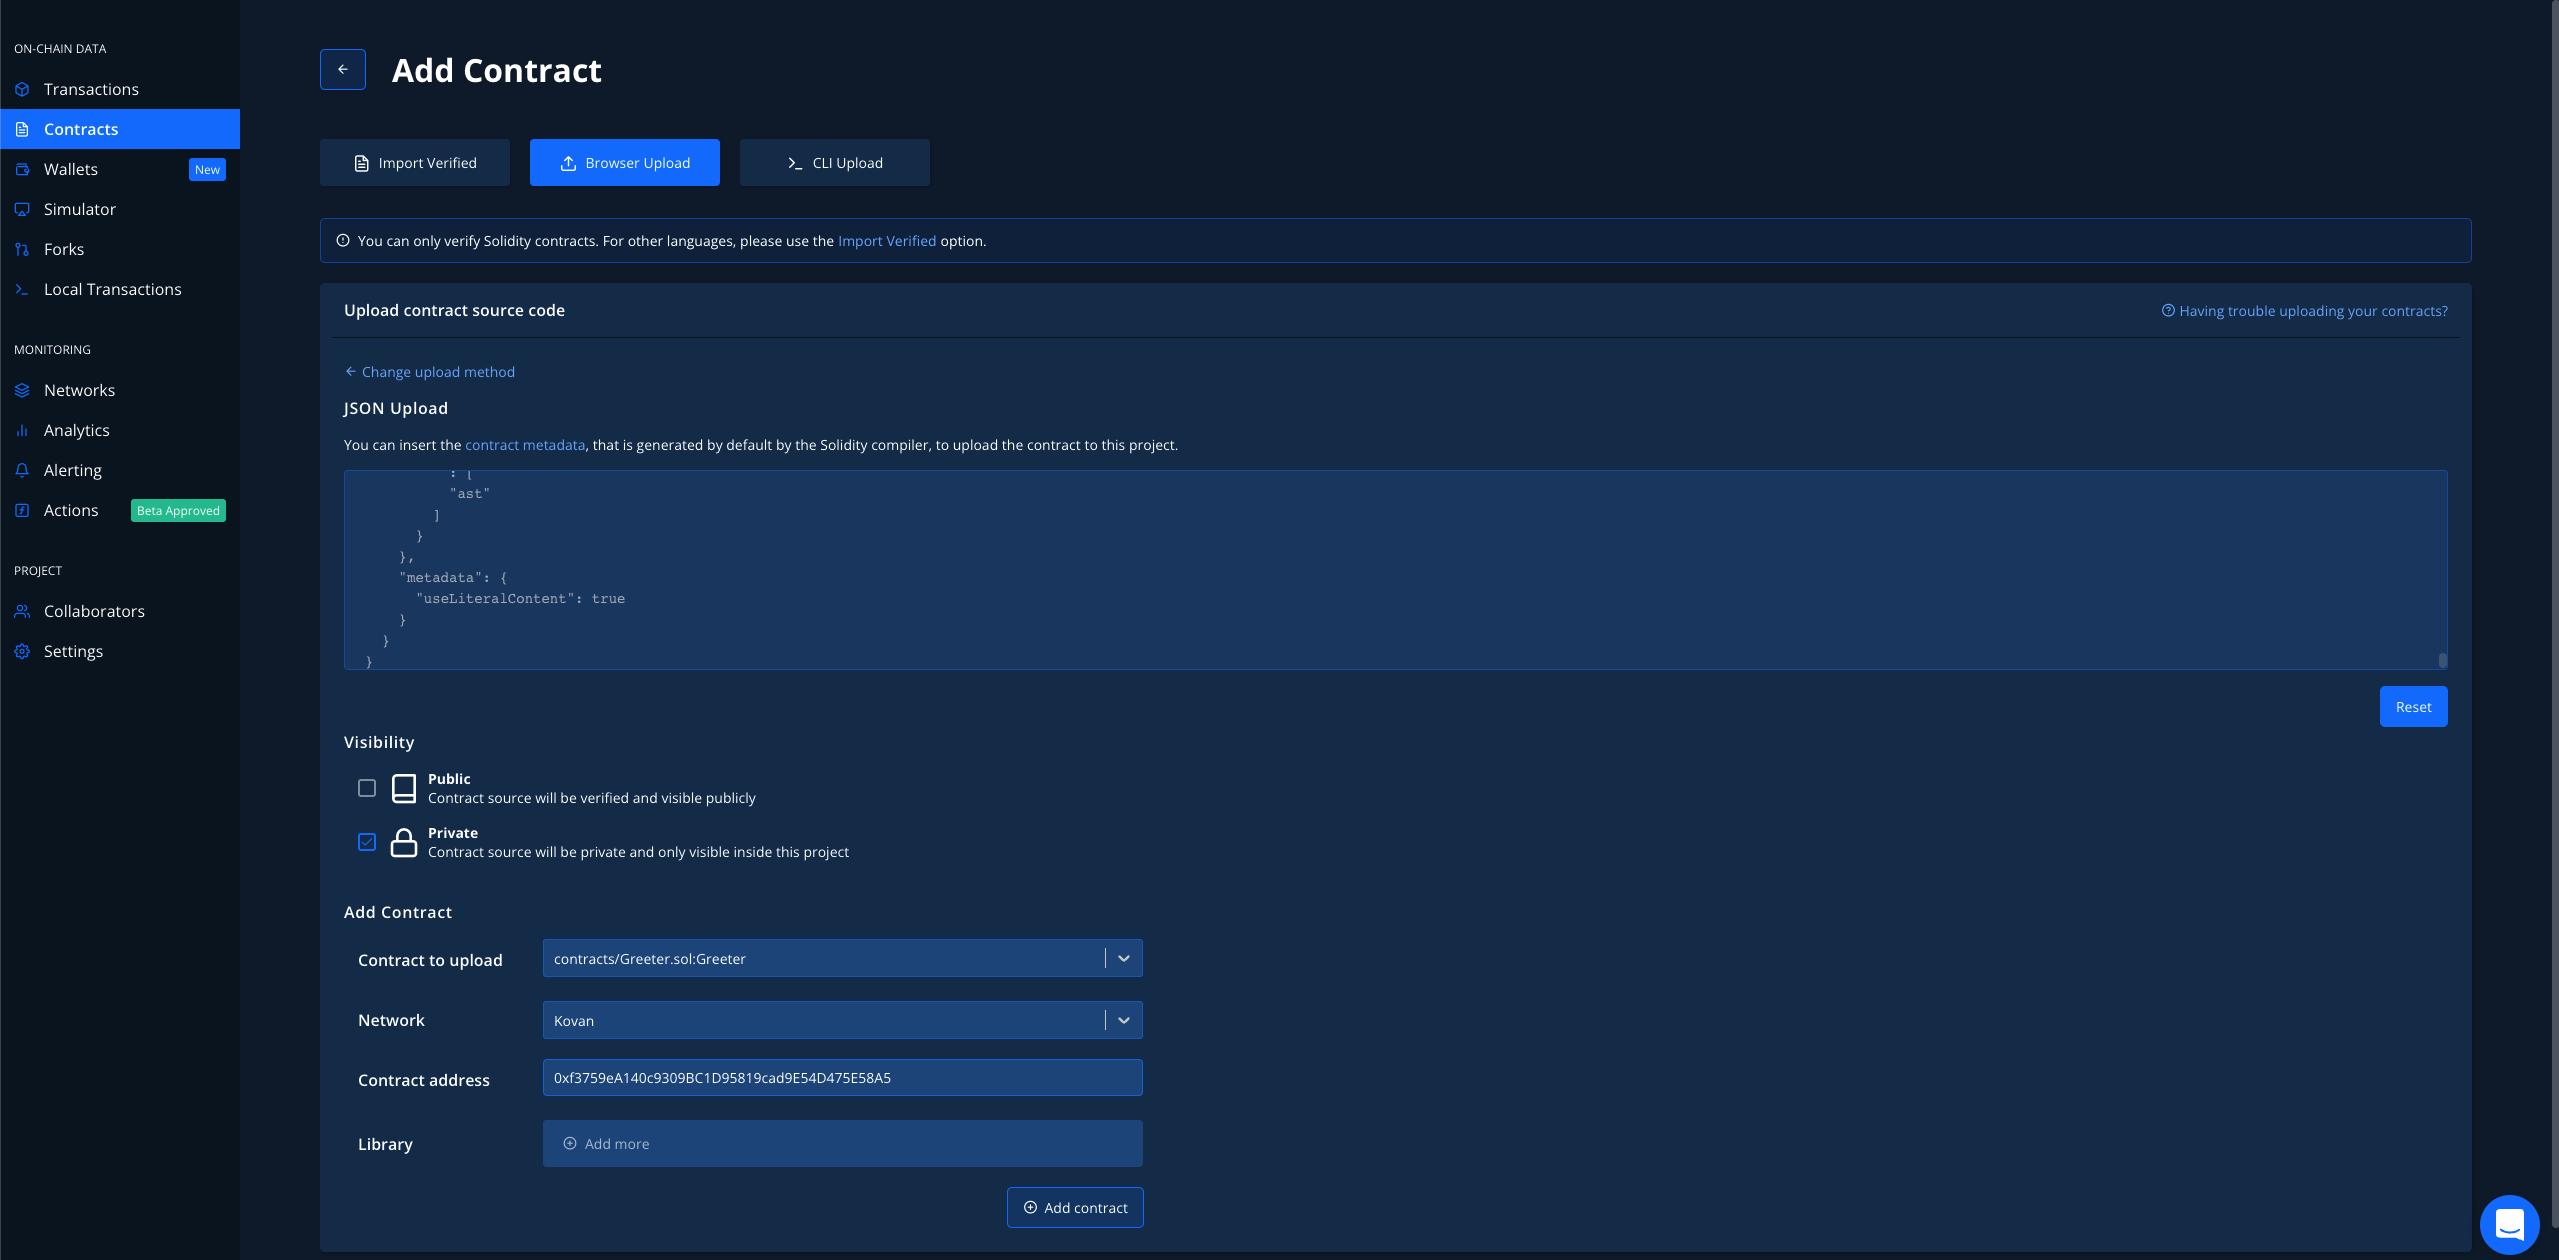 ON-CHAIN DATA
Transactions
Contracts
Wallets New
Simulator
Forks
Local Transactions
MONITORING
Networks
Analytics
Alerting
Actions Beta Approved
PROJECT
Collaborators
Settings
Add Contract
Import Verified
Browser Upload
CLI Upload
You can only verify Solidity contracts. For other languages, please use the Import Verified option.
Upload contract source code
Having trouble uploading your contracts?
Change upload method
JSON Upload
You can insert the contract metadata, that is generated by default by the Solidity compiler, to upload the contract to this project.
: [
"ast"
]
}
},
"metadata": {
"useLiteralContent": true
}
}
}
Reset
Visibility
Public
Contract source will be verified and visible publicly
Private
Contract source will be private and only visible inside this project
Add Contract
Contract to upload contracts/Greeter.sol:Greeter
Network Kovan
Contract address 0xf3759eA140c9309BC1D95819cad9E54D475E58A5
Library Add more
Add contract